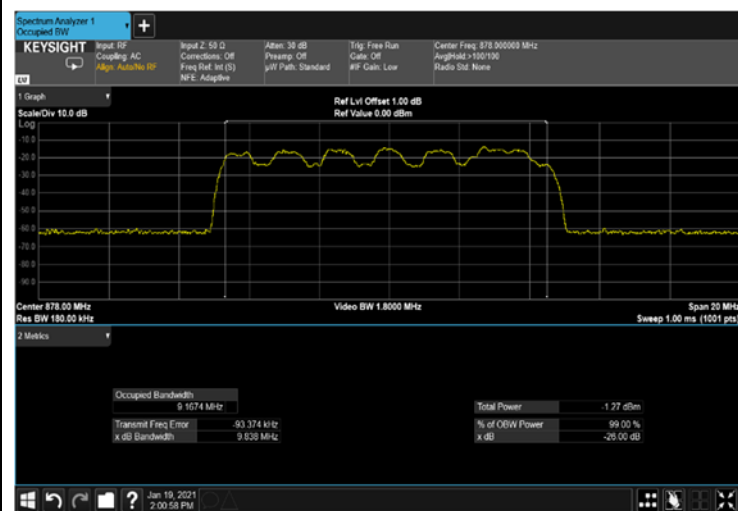 Spectrum Analyzer 1
Occupied BW
+
KEYSIGHT
Input: RF
Coupling: AC
Align: Auto/No RF
Input Z: 50 Ω
Corrections: Off
Freq Ref: Int (S)
NFE: Adaptive
Atten: 30 dB
Preamp: Off
µW Path: Standard
Trig: Free Run
Gate: Off
#IF Gain: Low
Center Freq: 878.000000 MHz
Avg|Hold:>100/100
Radio Std: None
1 Graph
Scale/Div 10.0 dB
Ref Lvl Offset 1.00 dB
Ref Value 0.00 dBm
Log
-10.0
-20.0
-30.0
-40.0
-50.0
-60.0
-70.0
-80.0
-90.0
Center 878.00 MHz
Video BW 1.8000 MHz
Span 20 MHz
Res BW 180.00 kHz
Sweep 1.00 ms (1001 pts)
2 Metrics
Occupied Bandwidth
9.1674 MHz
Total Power -1.27 dBm
Transmit Freq Error -93.374 kHz
% of OBW Power 99.00 %
x dB Bandwidth 9.838 MHz
x dB -26.00 dB
?
Jan 19, 2021
2:00:58 PM